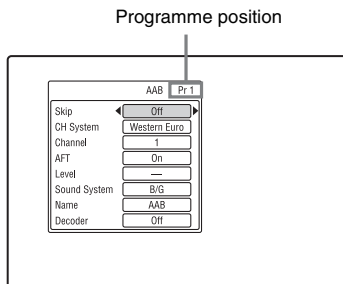 Programme position
AAB Pr 1
Skip Off
CH System Western Euro
Channel 1
AFT On
Level —
Sound System B/G
Name AAB
Decoder Off